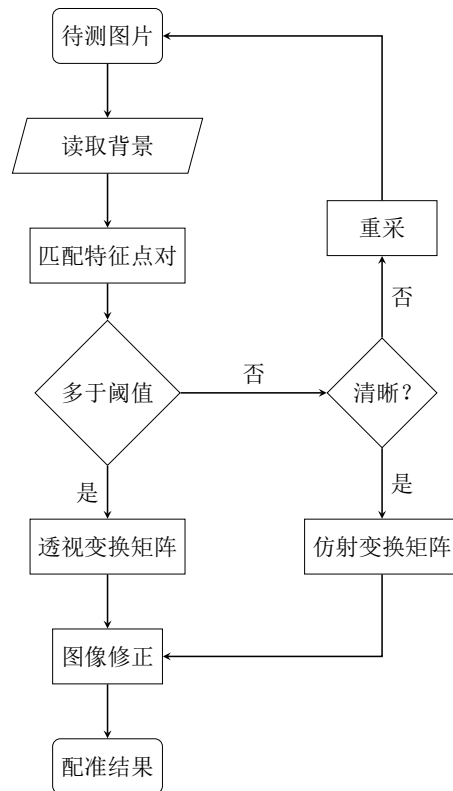 待测图片
读取背景
重采
匹配特征点对
否
多于阈值
否
清晰?
是
是
透视变换矩阵
仿射变换矩阵
图像修正
配准结果